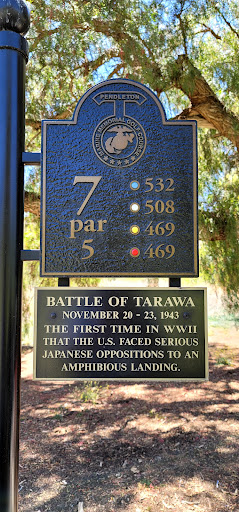 PENDLETON
MEMORIAL GOLF COURSE
7
par
5
532
508
469
469
BATTLE OF TARAWA
NOVEMBER 20 - 23, 1943
THE FIRST TIME IN WWII
THAT THE U.S. FACED SERIOUS
JAPANESE OPPOSITIONS TO AN
AMPHIBIOUS LANDING.